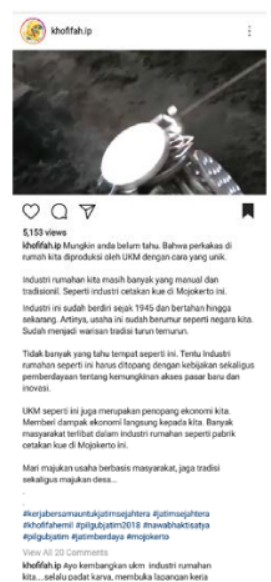 khofifah.ip
5,153 views
khofifah.ip Mungkin anda belum tahu. Bahwa perkakas di
rumah kita diproduksi oleh UKM dengan cara yang unik.
Industri rumahan kita masih banyak yang manual dan
tradisionil. Seperti industri cetakan kue di Mojokerto ini.
Industri ini sudah berdiri sejak 1945 dan bertahan hingga
sekarang. Artinya, usaha ini sudah berumur seperti negara kita.
Sudah menjadi warisan tradisi turun temurun.
Tidak banyak yang tahu tempat seperti ini. Tentu Industri
rumahan seperti ini harus ditopang dengan kebijakan sekaligus
pemberdayaan tentang kemungkinan akses pasar baru dan
inovasi.
UKM seperti ini juga merupakan penopang ekonomi kita.
Memberi dampak ekonomi langsung kepada kita. Banyak
masyarakat terlibat dalam industri rumahan seperti pabrik
cetakan kue di Mojokerto ini.
Mari majukan usaha berbasis masyarakat, jaga tradisi
sekaligus majukan desa...
.
.
#kerjabersamauntukjatimsejahtera #jatimsejahtera
#khofifahemil #pilgubjatim2018 #nawabhaktisatya
#pilgubjatim #jatimberdaya #mojokerto
View All 20 Comments
khofifah.ip Ayo kembangkan ukm industri rumahan
kita....selalu padat karya, membuka lapangan kerja